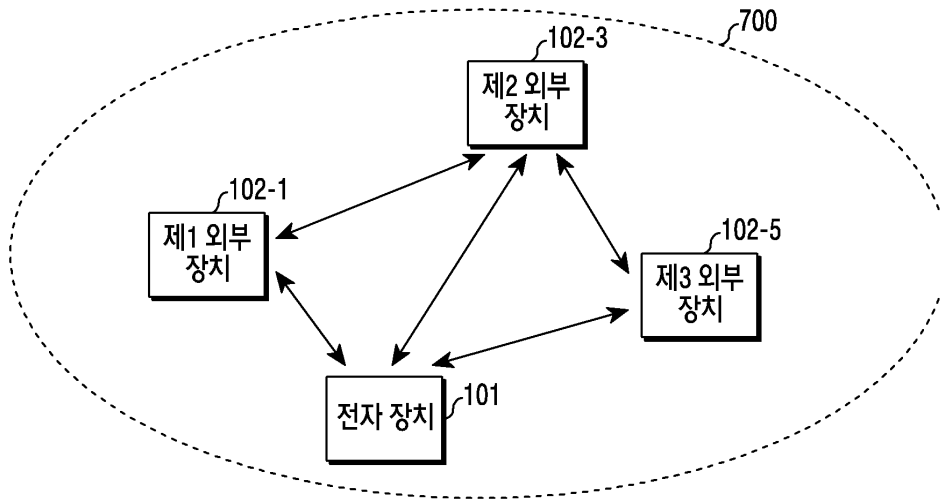 700
102-3
제2 외부
장치
102-1
제1 외부
장치
102-5
제3 외부
장치
101
전자 장치